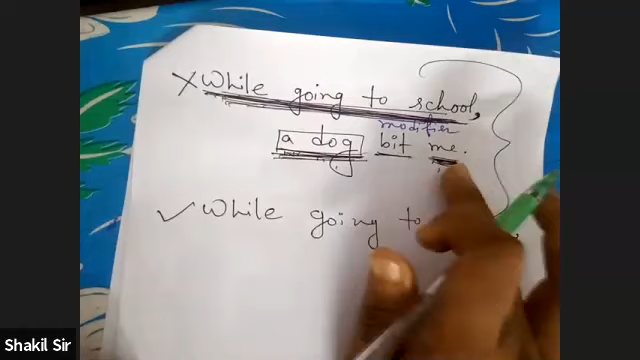 × While going to school,
modifier
a dog bit me.
✓ While going to
Shakil Sir